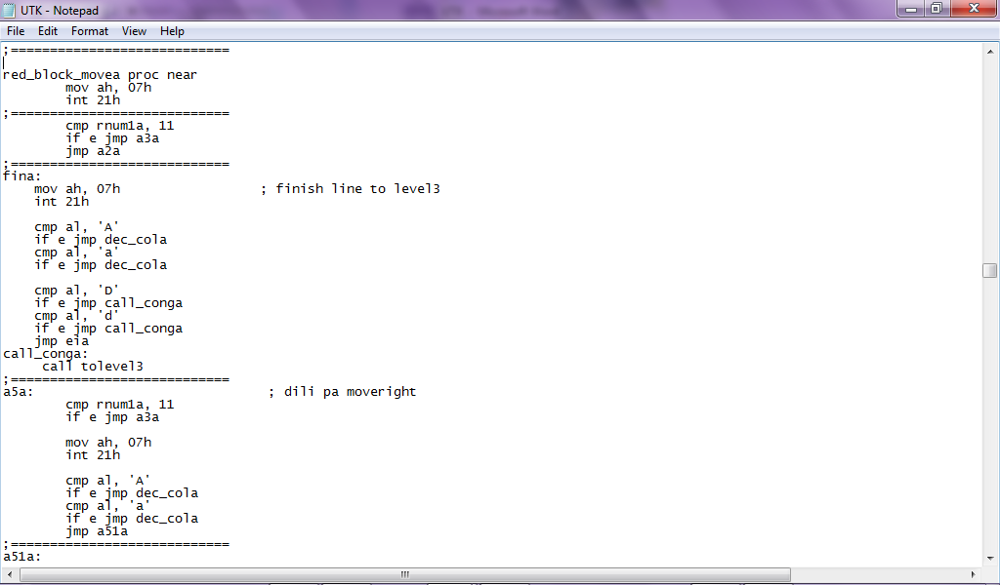 UTK - Notepad
File Edit Format View Help
;============================
red_block_movea proc near
mov ah, 07h
int 21h
;============================
cmp rnum1a, 11
if e jmp a3a
jmp a2a
;============================
fina:
mov ah, 07h ; finish line to level3
int 21h
cmp al, 'A'
if e jmp dec_cola
cmp al, 'a'
if e jmp dec_cola
cmp al, 'D'
if e jmp call_conga
cmp al, 'd'
if e jmp call_conga
jmp eia
call_conga:
call tolevel3
;============================
a5a: ; dili pa moveright
cmp rnum1a, 11
if e jmp a3a
mov ah, 07h
int 21h
cmp al, 'A'
if e jmp dec_cola
cmp al, 'a'
if e jmp dec_cola
jmp a51a
;============================
a51a: